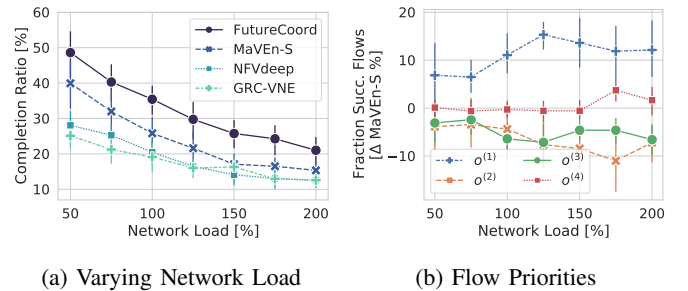 60
50
40
30
20
10
Completion Ratio [%]
FutureCoord
MaVEn-S
NFVdeep
GRC-VNE
50
100
150
200
Network Load [%]
(a) Varying Network Load
20
10
0
−10
Fraction Succ. Flows
[Δ MaVEn-S %]
o(1)
o(2)
o(3)
o(4)
50
100
150
200
Network Load [%]
(b) Flow Priorities